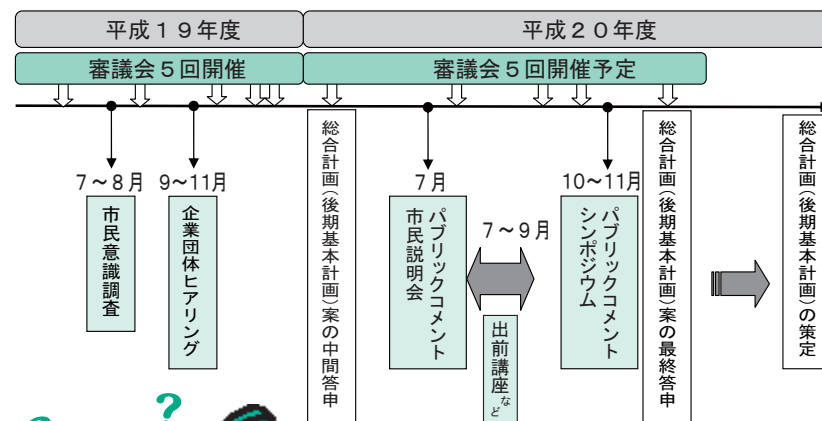 平成１９年度
平成２０年度
審議会５回開催
審議会５回開催予定
７～８月
市民意識調査
９～11月
企業団体ヒアリング
総合計画（後期基本計画）案の中間答申
７月
パブリックコメント
市民説明会
７～９月
出前講座など
10～11月
パブリックコメント
シンポジウム
総合計画（後期基本計画）案の最終答申
総合計画（後期基本計画）の策定
?